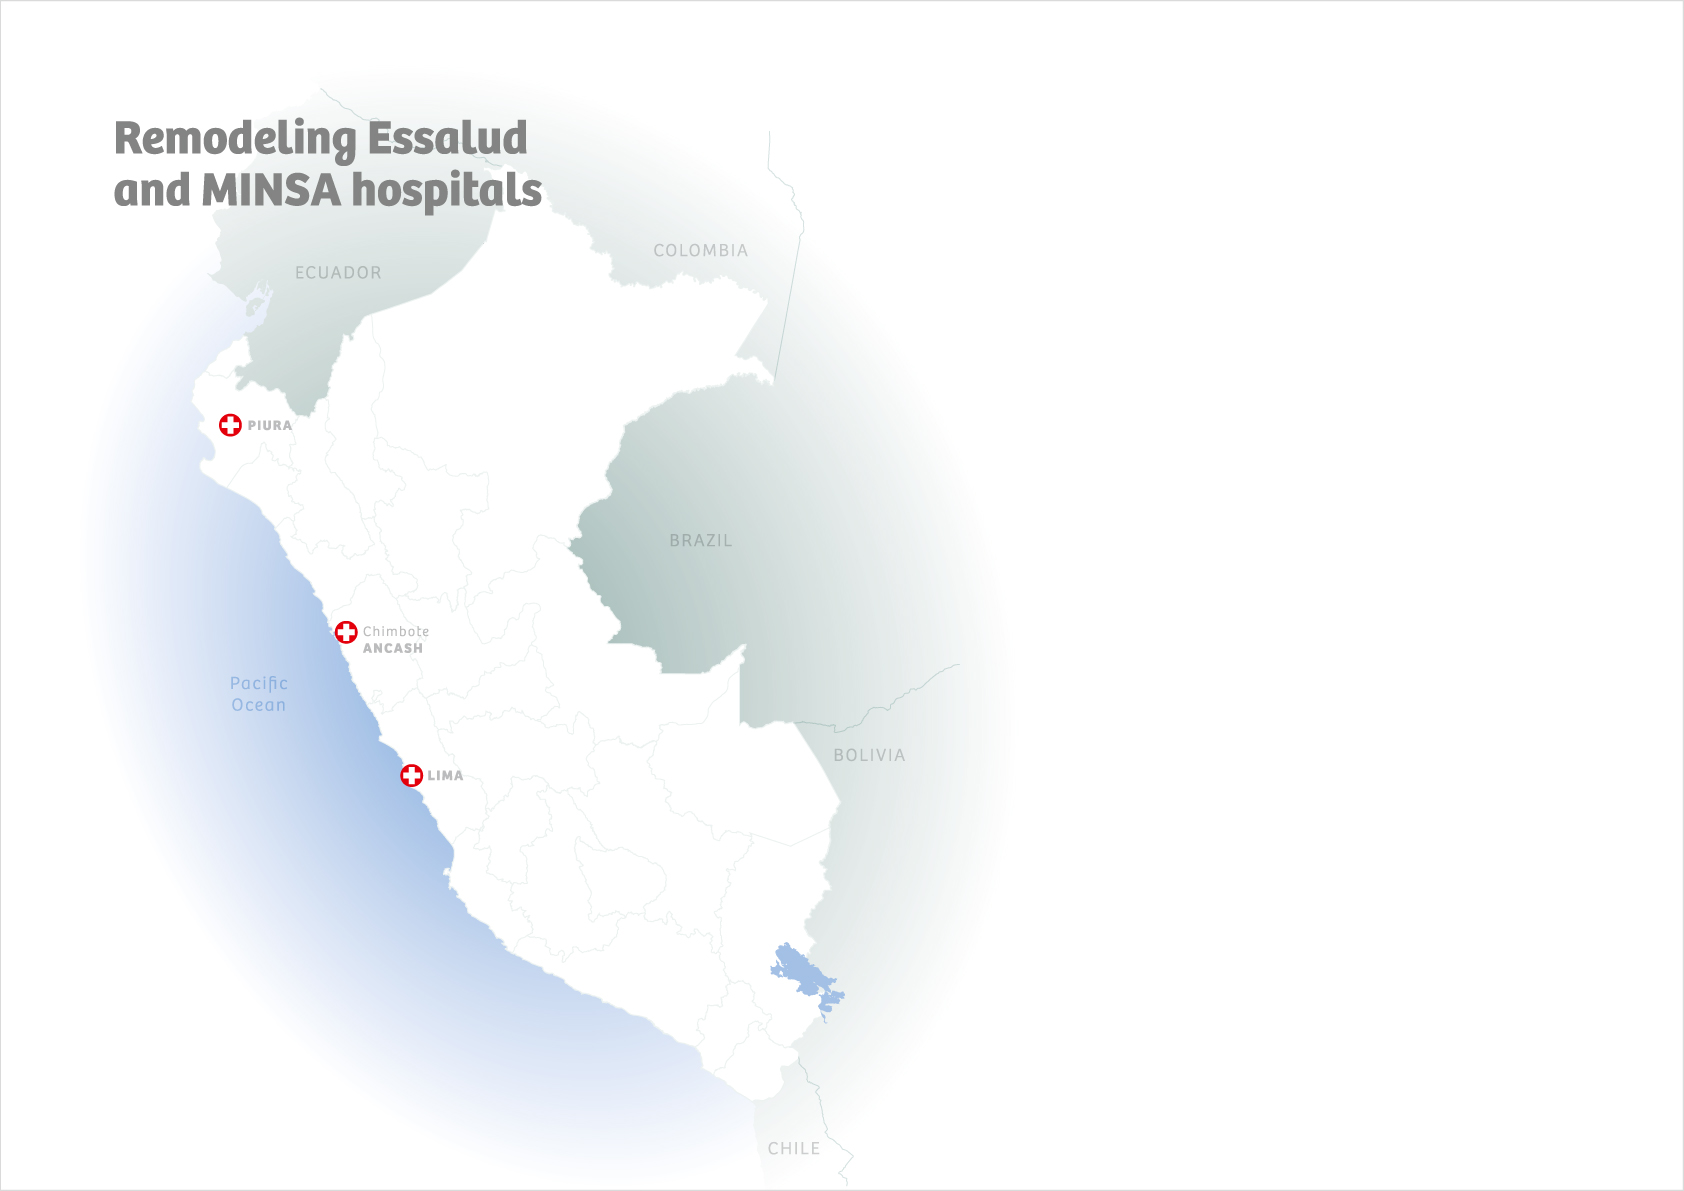 Remodeling Essalud
and MINSA hospitals
COLOMBIA
ECUADOR
PIURA
BRAZIL
Chimbote
ANCASH
Pacific
Ocean
BOLIVIA
LIMA
CHILE